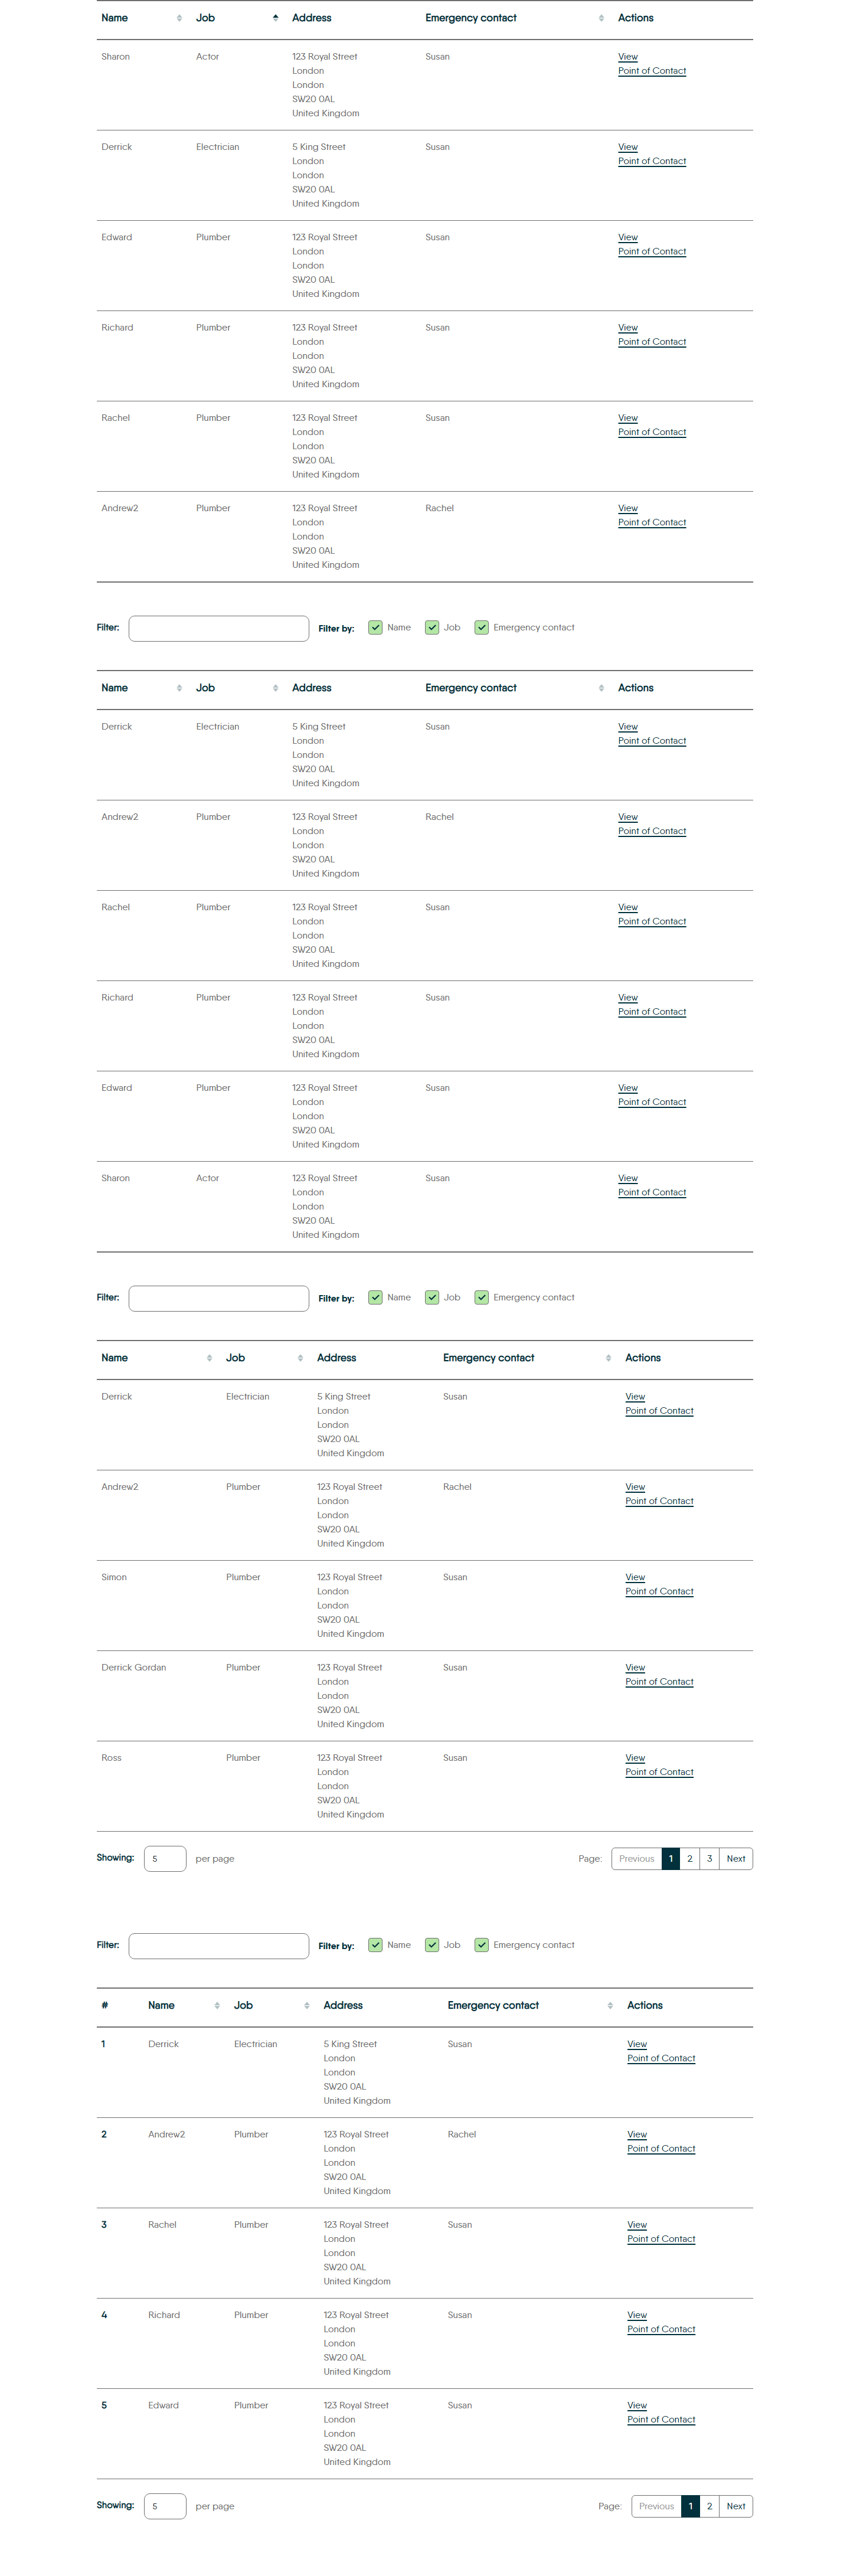 Name Job Address Emergency contact Actions
Sharon Actor 123 Royal Street Susan View
London Point of Contact
London
SW20 0AL
United Kingdom
Derrick Electrician 5 King Street Susan View
London Point of Contact
London
SW20 0AL
United Kingdom
Edward Plumber 123 Royal Street Susan View
London Point of Contact
London
SW20 0AL
United Kingdom
Richard Plumber 123 Royal Street Susan View
London Point of Contact
London
SW20 0AL
United Kingdom
Rachel Plumber 123 Royal Street Susan View
London Point of Contact
London
SW20 0AL
United Kingdom
Andrew2 Plumber 123 Royal Street Rachel View
London Point of Contact
London
SW20 0AL
United Kingdom
Filter: Filter by: Name Job Emergency contact
Name Job Address Emergency contact Actions
Derrick Electrician 5 King Street Susan View
London Point of Contact
London
SW20 0AL
United Kingdom
Andrew2 Plumber 123 Royal Street Rachel View
London Point of Contact
London
SW20 0AL
United Kingdom
Rachel Plumber 123 Royal Street Susan View
London Point of Contact
London
SW20 0AL
United Kingdom
Richard Plumber 123 Royal Street Susan View
London Point of Contact
London
SW20 0AL
United Kingdom
Edward Plumber 123 Royal Street Susan View
London Point of Contact
London
SW20 0AL
United Kingdom
Sharon Actor 123 Royal Street Susan View
London Point of Contact
London
SW20 0AL
United Kingdom
Filter: Filter by: Name Job Emergency contact
Name Job Address Emergency contact Actions
Derrick Electrician 5 King Street Susan View
London Point of Contact
London
SW20 0AL
United Kingdom
Andrew2 Plumber 123 Royal Street Rachel View
London Point of Contact
London
SW20 0AL
United Kingdom
Simon Plumber 123 Royal Street Susan View
London Point of Contact
London
SW20 0AL
United Kingdom
Derrick Gordan Plumber 123 Royal Street Susan View
London Point of Contact
London
SW20 0AL
United Kingdom
Ross Plumber 123 Royal Street Susan View
London Point of Contact
London
SW20 0AL
United Kingdom
Showing: 5 per page Page: Previous 1 2 3 Next
Filter: Filter by: Name Job Emergency contact
# Name Job Address Emergency contact Actions
1 Derrick Electrician 5 King Street Susan View
London Point of Contact
London
SW20 0AL
United Kingdom
2 Andrew2 Plumber 123 Royal Street Rachel View
London Point of Contact
London
SW20 0AL
United Kingdom
3 Rachel Plumber 123 Royal Street Susan View
London Point of Contact
London
SW20 0AL
United Kingdom
4 Richard Plumber 123 Royal Street Susan View
London Point of Contact
London
SW20 0AL
United Kingdom
5 Edward Plumber 123 Royal Street Susan View
London Point of Contact
London
SW20 0AL
United Kingdom
Showing: 5 per page Page: Previous 1 2 Next